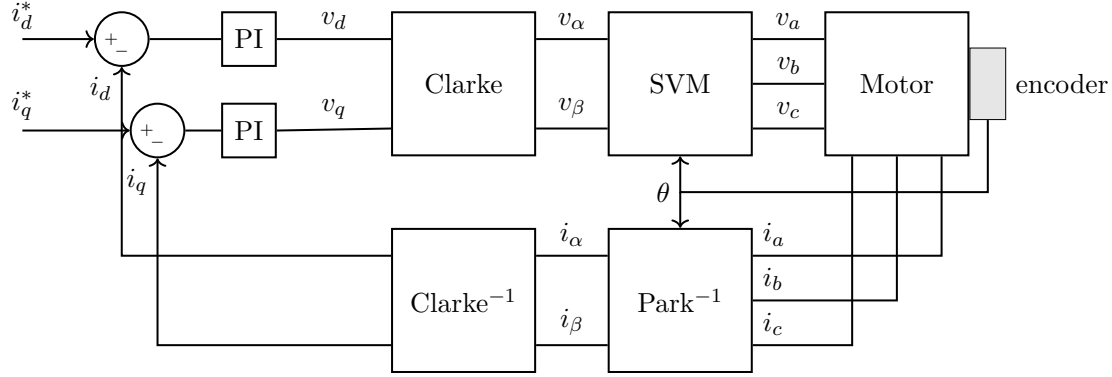 i_d^* + − PI v_d Clarke v_α SVM v_a Motor encoder
v_b
i_q^* + − i_d PI v_q v_β v_c
i_q θ
Clarke^{−1} i_α Park^{−1} i_a
i_b
i_β i_c